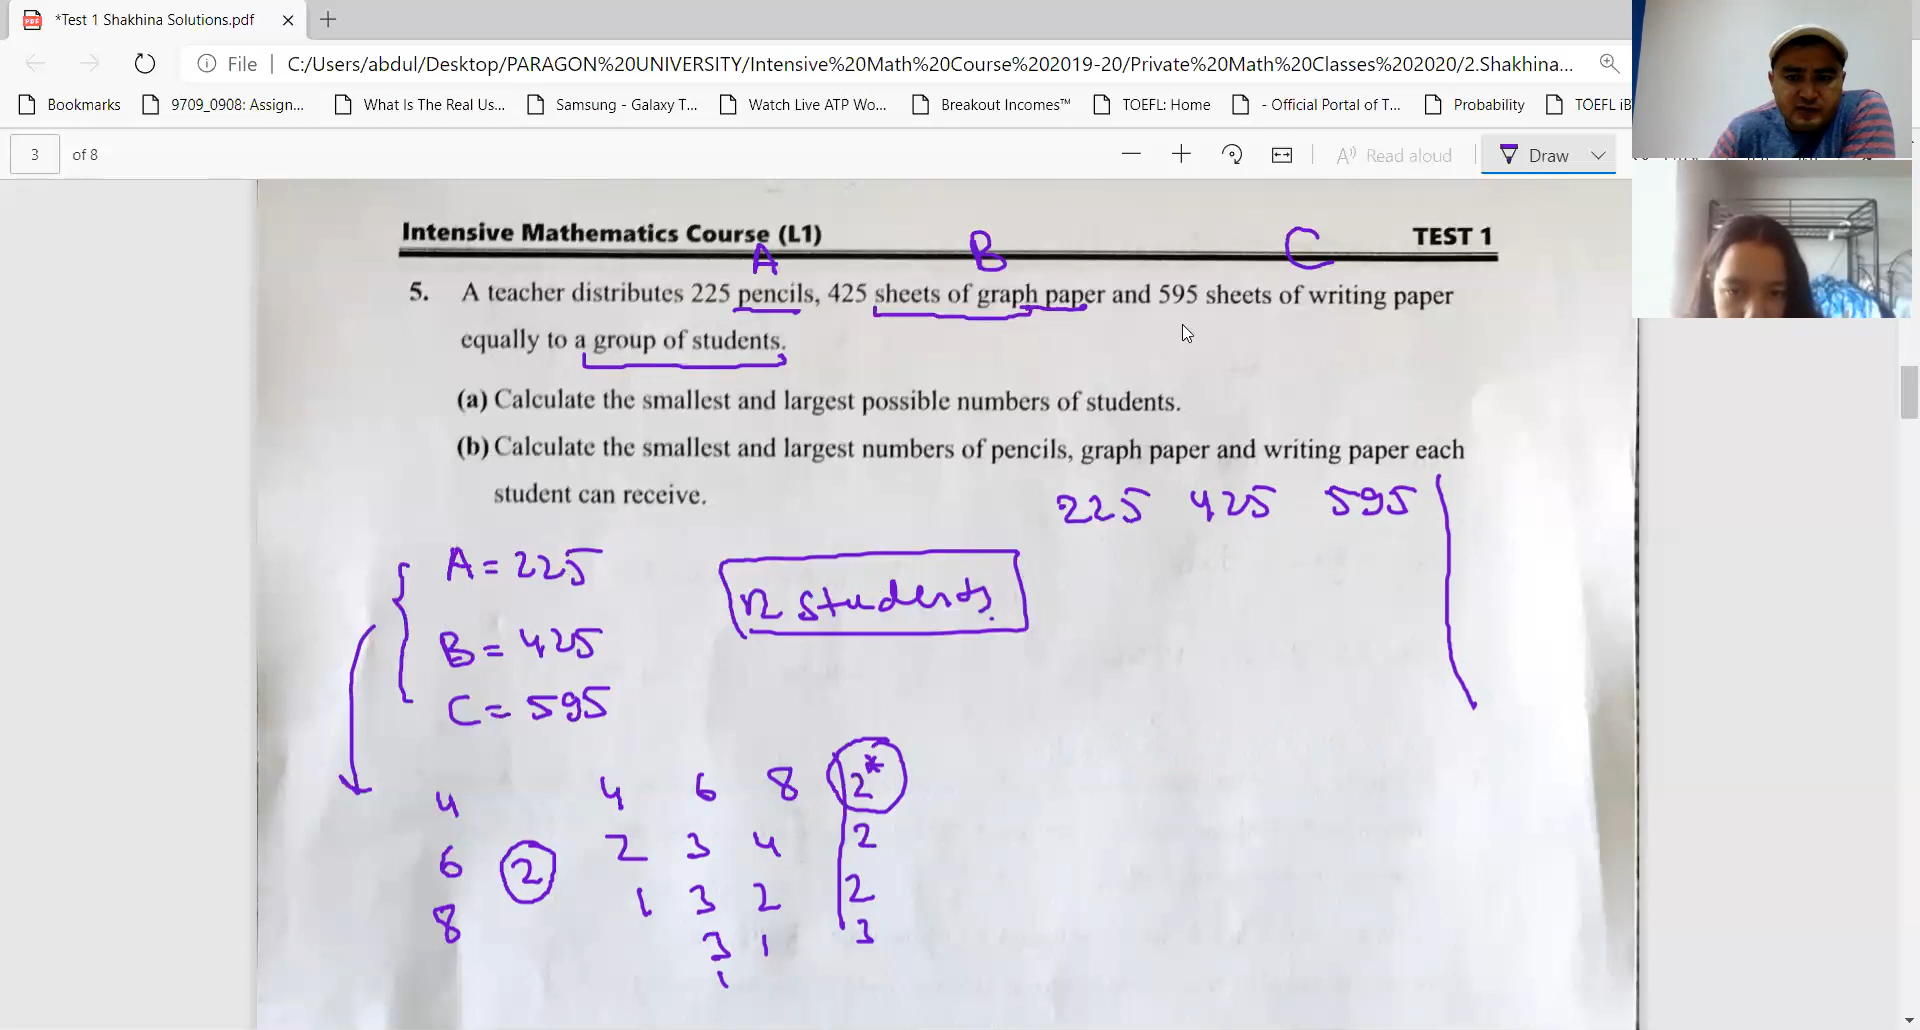 *Test 1 Shakhina Solutions.pdf
File | C:/Users/abdul/Desktop/PARAGON%20UNIVERSITY/Intensive%20Math%20Course%202019-20/Private%20Math%20Classes%202020/2.Shakhina...
Bookmarks 9709_0908: Assign... What Is The Real Us... Samsung - Galaxy T... Watch Live ATP Wo... Breakout Incomes™ TOEFL: Home - Official Portal of T... Probability TOEFL iB
3 of 8 Read aloud Draw
Intensive Mathematics Course (L1) TEST 1
A B C
5. A teacher distributes 225 pencils, 425 sheets of graph paper and 595 sheets of writing paper
equally to a group of students.
(a) Calculate the smallest and largest possible numbers of students.
(b) Calculate the smallest and largest numbers of pencils, graph paper and writing paper each
student can receive.
225 425 595
A = 225
n students.
B = 425
C = 595
4 4 6 8 2*
6 2 2 3 4 2
8 1 3 2 2
3 1 3
1